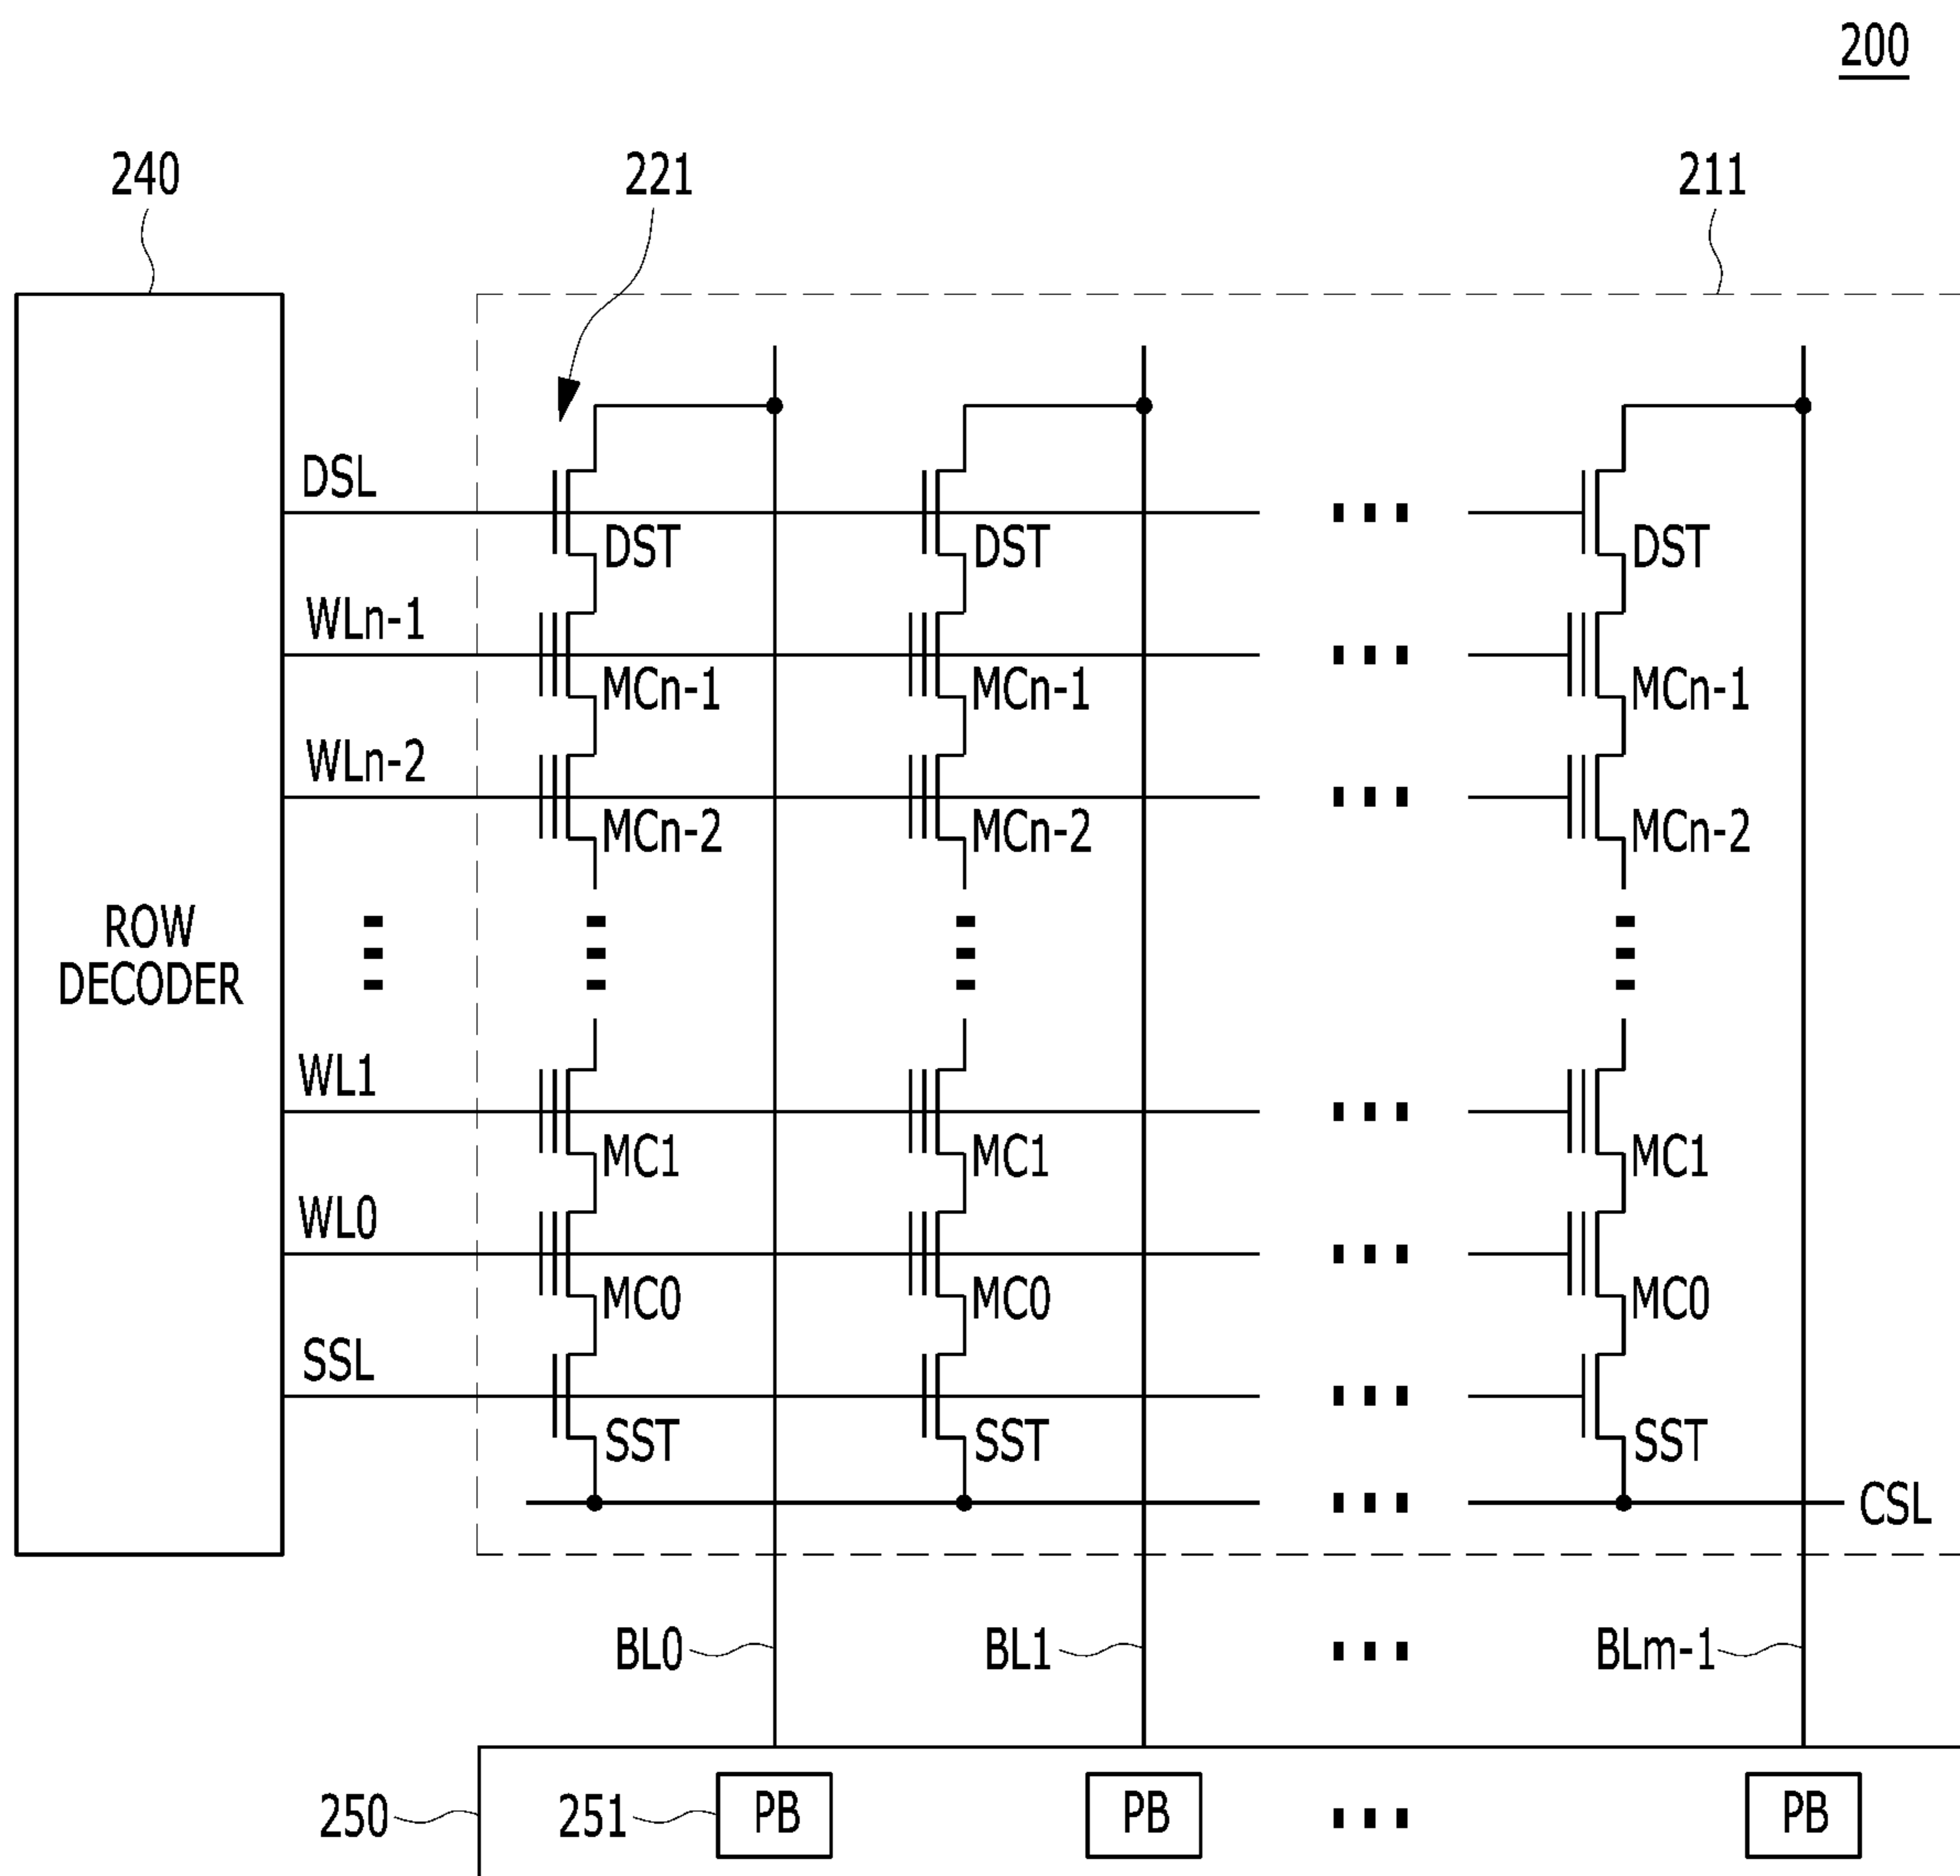 200
240
221
211
DSL
DST DST DST
WLn-1
MCn-1 MCn-1 MCn-1
WLn-2
MCn-2 MCn-2 MCn-2
ROW
DECODER
WL1
MC1 MC1 MC1
WL0
MC0 MC0 MC0
SSL
SST SST SST
CSL
BL0 BL1 BLm-1
250 251 PB PB PB